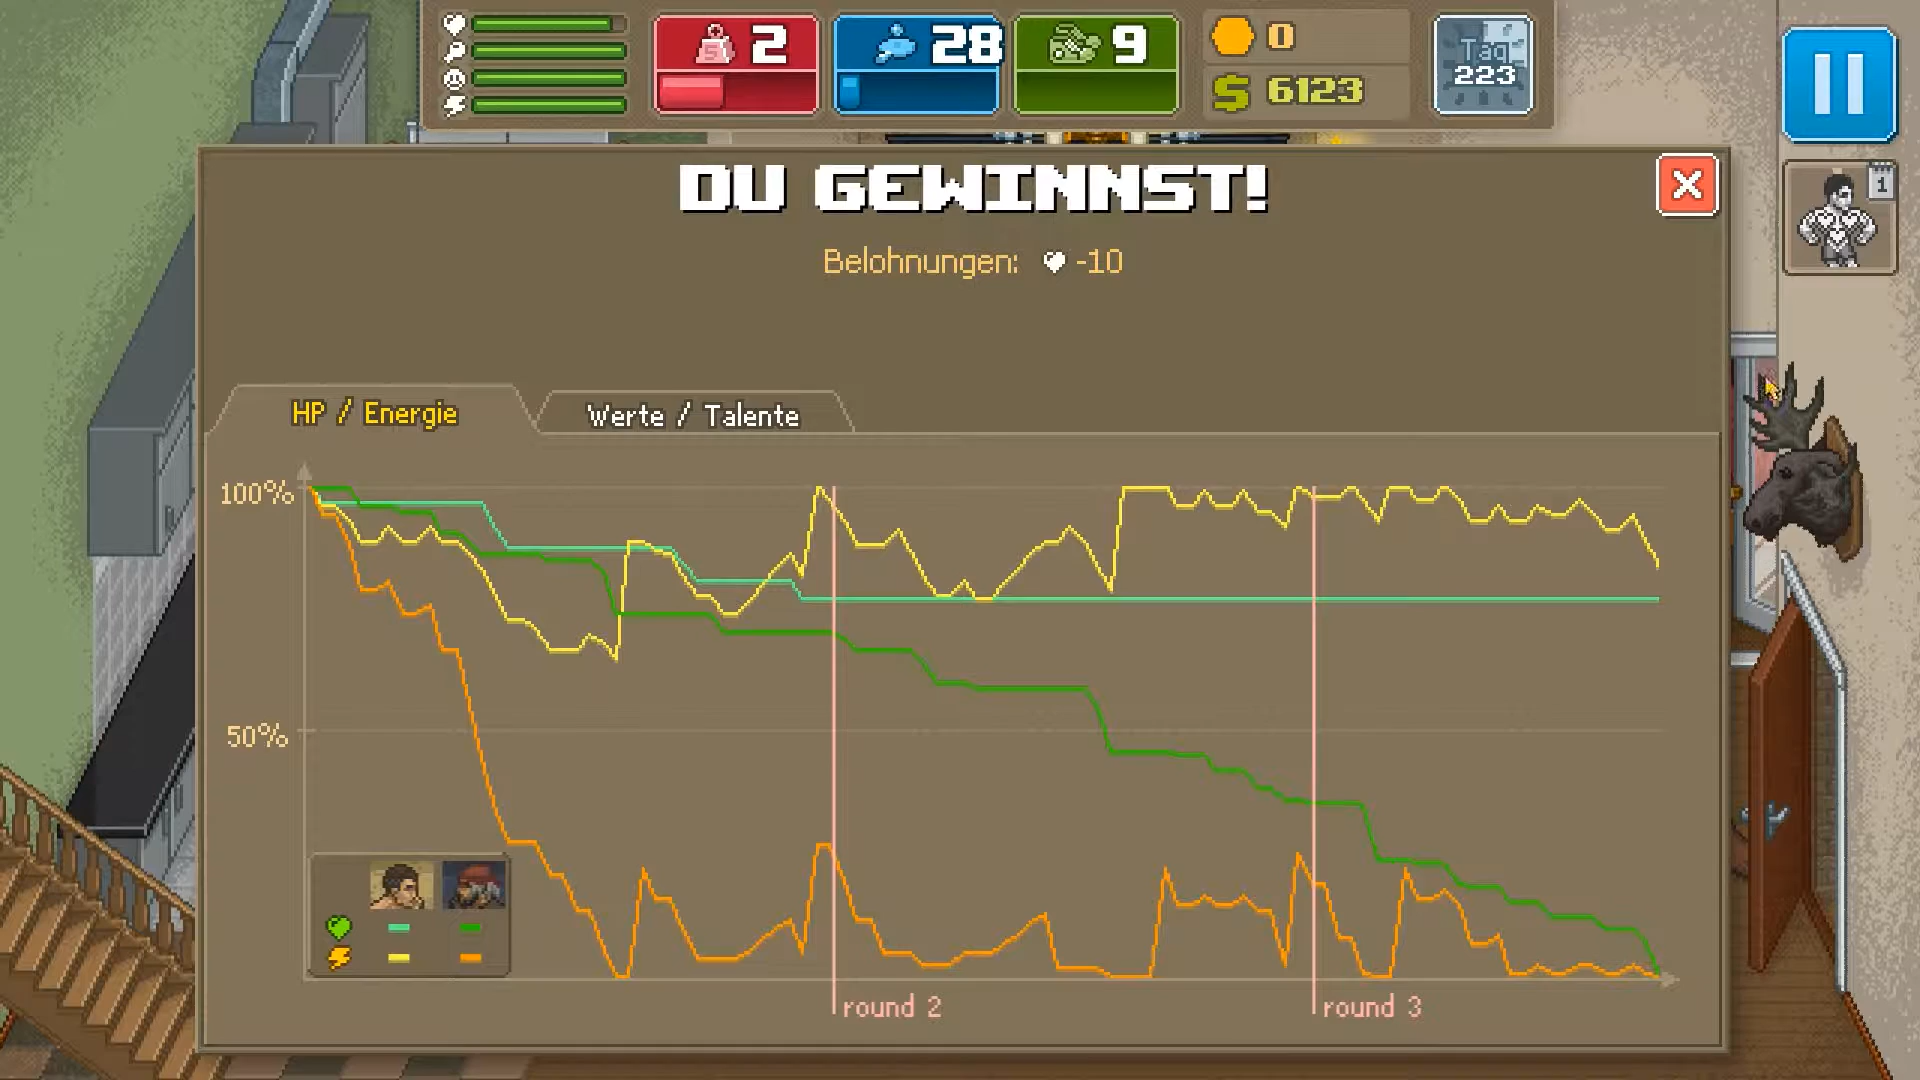 2
28
9
0
$ 6123
Tag
223
1
DU GEWINNST!
Belohnungen: -10
HP / Energie
Werte / Talente
100%
50%
round 2
round 3